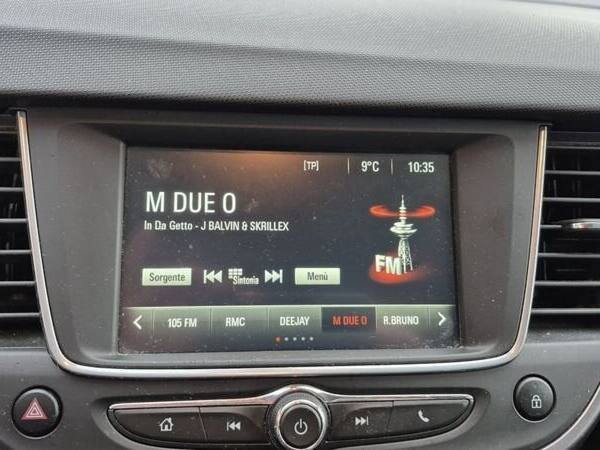 [TP] 9°C 10:35
M DUE O
In Da Getto - J BALVIN & SKRILLEX
FM
Sorgente Sintonia Menù
105 FM RMC DEEJAY M DUE O R.BRUNO